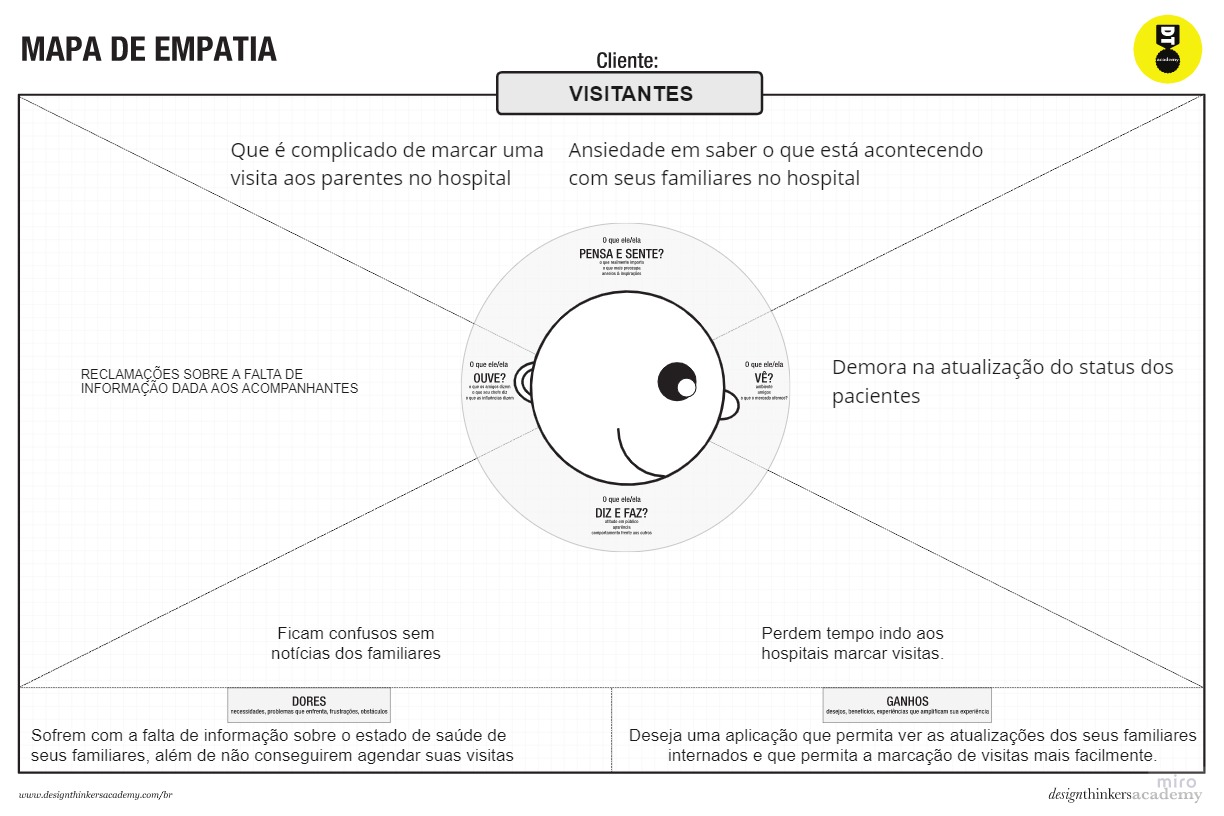 MAPA DE EMPATIA
DT
academy
Cliente:
VISITANTES
Que é complicado de marcar uma
visita aos parentes no hospital
Ansiedade em saber o que está acontecendo
com seus familiares no hospital
O que ele/ela
PENSA E SENTE?
o que realmente importa
o que mais preocupa
anseios & inspirações
O que ele/ela
OUVE?
o que os amigos dizem
o que seu chefe diz
o que as influências dizem
O que ele/ela
VÊ?
ambiente
amigos
o que o mercado oferece?
RECLAMAÇÕES SOBRE A FALTA DE
INFORMAÇÃO DADA AOS ACOMPANHANTES
Demora na atualização do status dos
pacientes
O que ele/ela
DIZ E FAZ?
atitude em público
aparência
comportamento frente aos outros
Ficam confusos sem
notícias dos familiares
Perdem tempo indo aos
hospitais marcar visitas.
DORES
necessidades, problemas que enfrenta, frustrações, obstáculos
Sofrem com a falta de informação sobre o estado de saúde de
seus familiares, além de não conseguirem agendar suas visitas
GANHOS
desejos, benefícios, experiências que amplificam sua experiência
Deseja uma aplicação que permita ver as atualizações dos seus familiares
internados e que permita a marcação de visitas mais facilmente.
miro
www.designthinkersacademy.com/br
designthinkersacademy